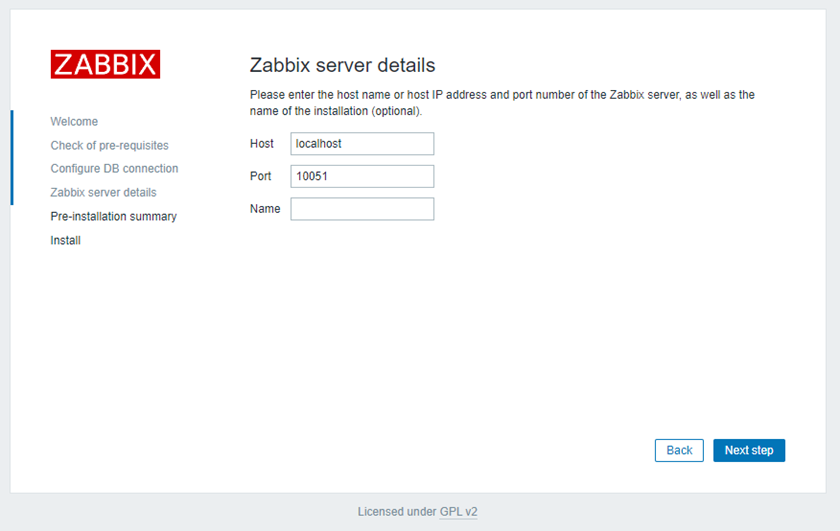 ZABBIX
Welcome
Check of pre-requisites
Configure DB connection
Zabbix server details
Pre-installation summary
Install
Zabbix server details
Please enter the host name or host IP address and port number of the Zabbix server, as well as the
name of the installation (optional).
Host localhost
Port 10051
Name
Back Next step
Licensed under GPL v2